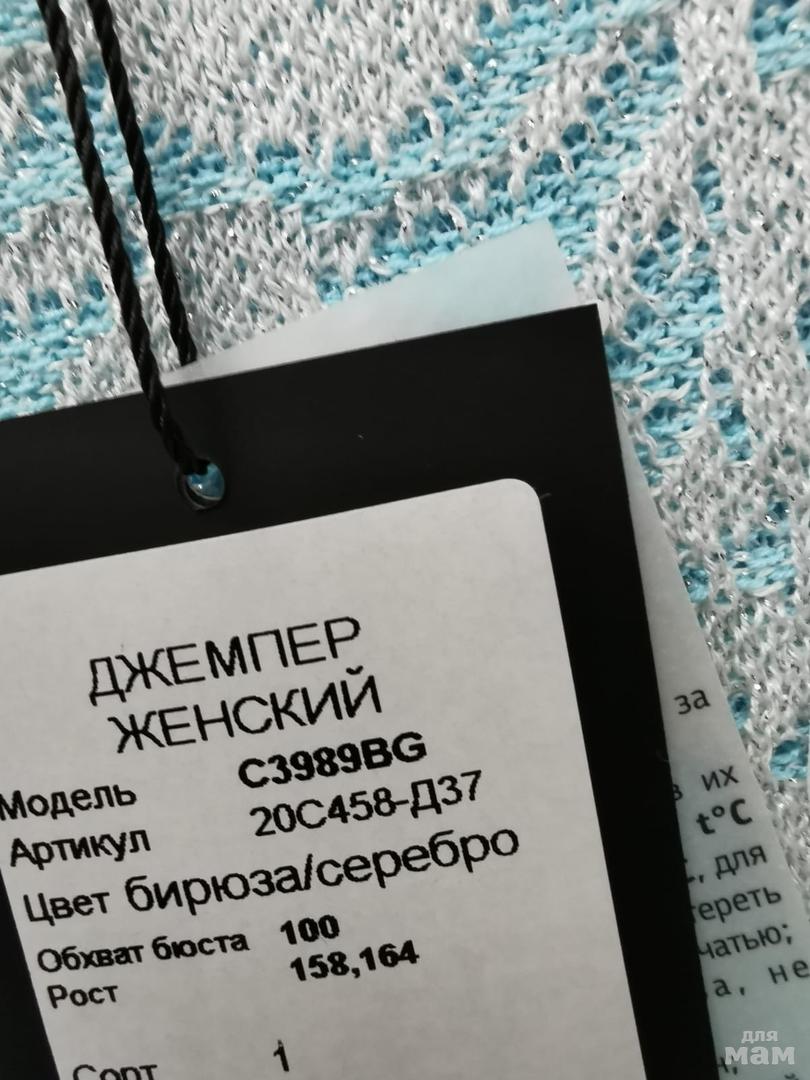 ДЖЕМПЕР
ЖЕНСКИЙ
Модель C3989BG
Артикул 20С458-Д37
Цвет бирюза/серебро
Обхват бюста 100
Рост 158,164
Сорт 1
за
их
t°C
для
тереть
а, не
для
мам